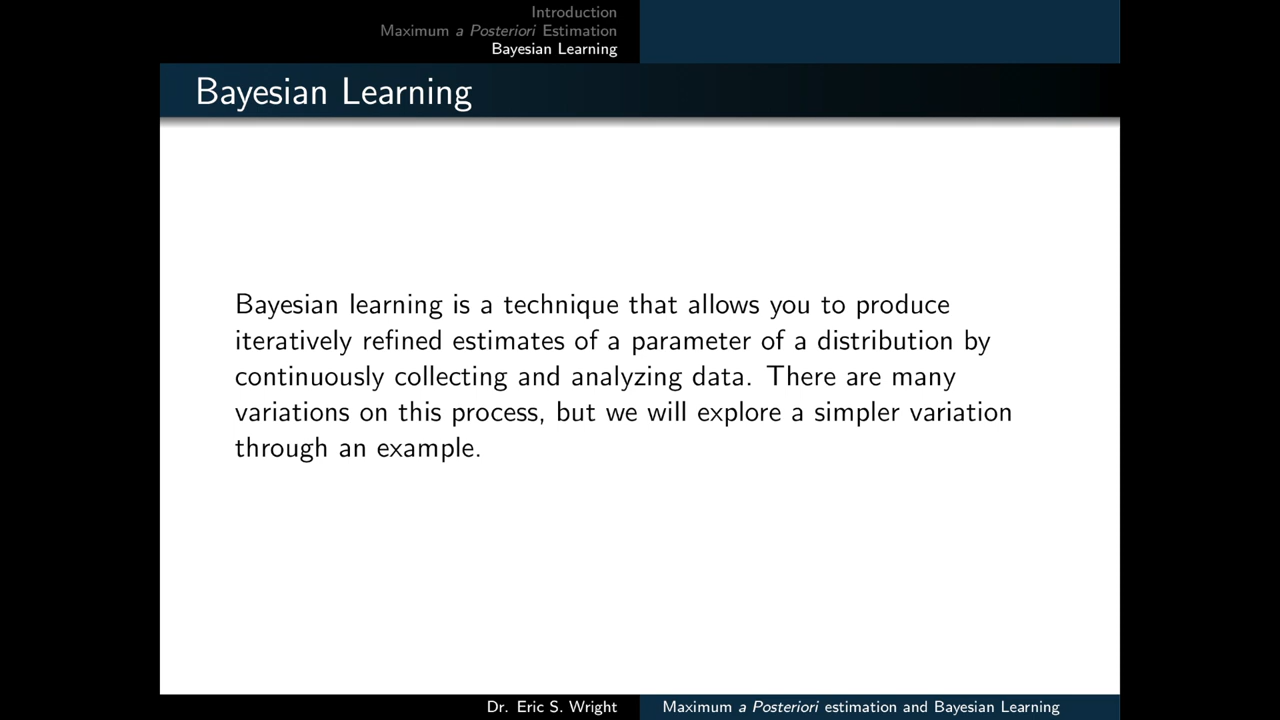 Introduction
Maximum a Posteriori Estimation
Bayesian Learning
Bayesian Learning
Bayesian learning is a technique that allows you to produce
iteratively refined estimates of a parameter of a distribution by
continuously collecting and analyzing data. There are many
variations on this process, but we will explore a simpler variation
through an example.
Dr. Eric S. Wright
Maximum a Posteriori estimation and Bayesian Learning